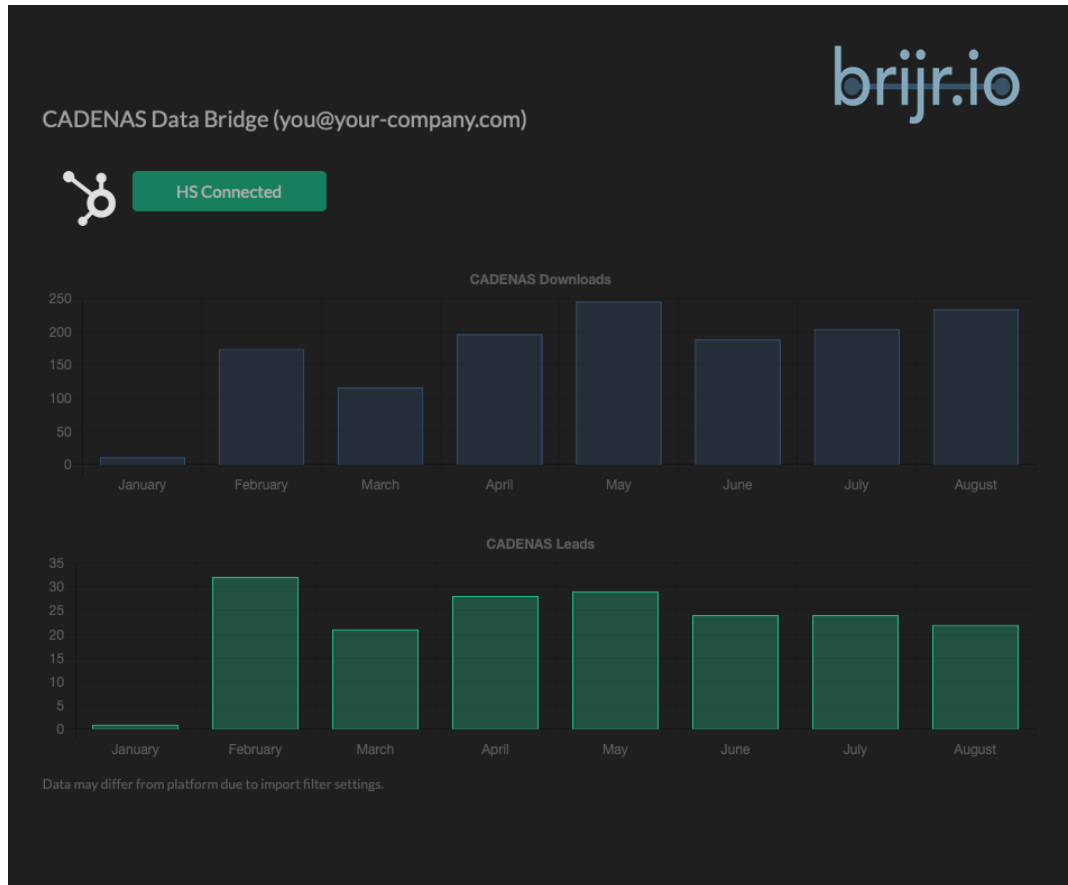 brijr.io
CADENAS Data Bridge (you@your-company.com)
HS Connected
CADENAS Downloads
250
200
150
100
50
0
January February March April May June July August
CADENAS Leads
35
30
25
20
15
10
5
0
January February March April May June July August
Data may differ from platform due to import filter settings.